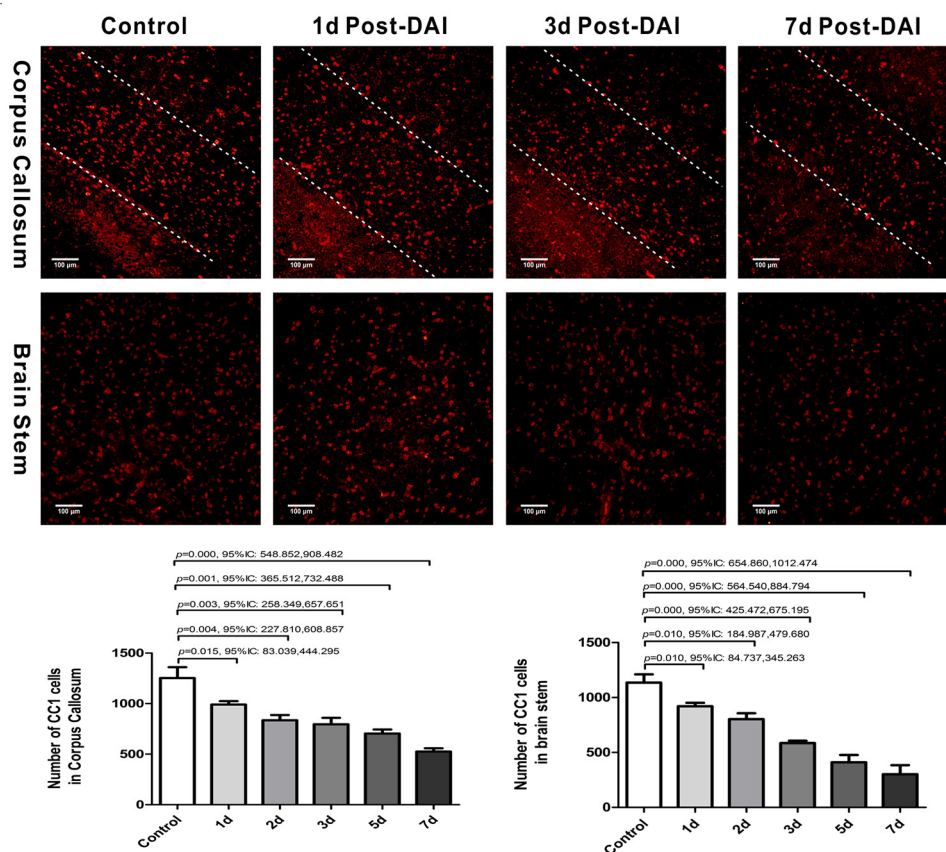 Control 1d Post-DAI 3d Post-DAI 7d Post-DAI
Corpus Callosum
100 µm 100 µm 100 µm 100 µm
Brain Stem
100 µm 100 µm 100 µm 100 µm
p=0.000, 95%IC: 548.852,908.482
p=0.001, 95%IC: 365.512,732.488
p=0.003, 95%IC: 258.349,657.651
p=0.004, 95%IC: 227.810,608.857
p=0.015, 95%IC: 83.039,444.295
Number of CC1 cells
in Corpus Callosum
1500
1000
500
0
Control 1d 2d 3d 5d 7d
p=0.000, 95%IC: 654.860,1012.474
p=0.000, 95%IC: 564.540,884.794
p=0.000, 95%IC: 425.472,675.195
p=0.010, 95%IC: 184.987,479.680
p=0.010, 95%IC: 84.737,345.263
Number of CC1 cells
in brain stem
1500
1000
500
0
Control 1d 2d 3d 5d 7d